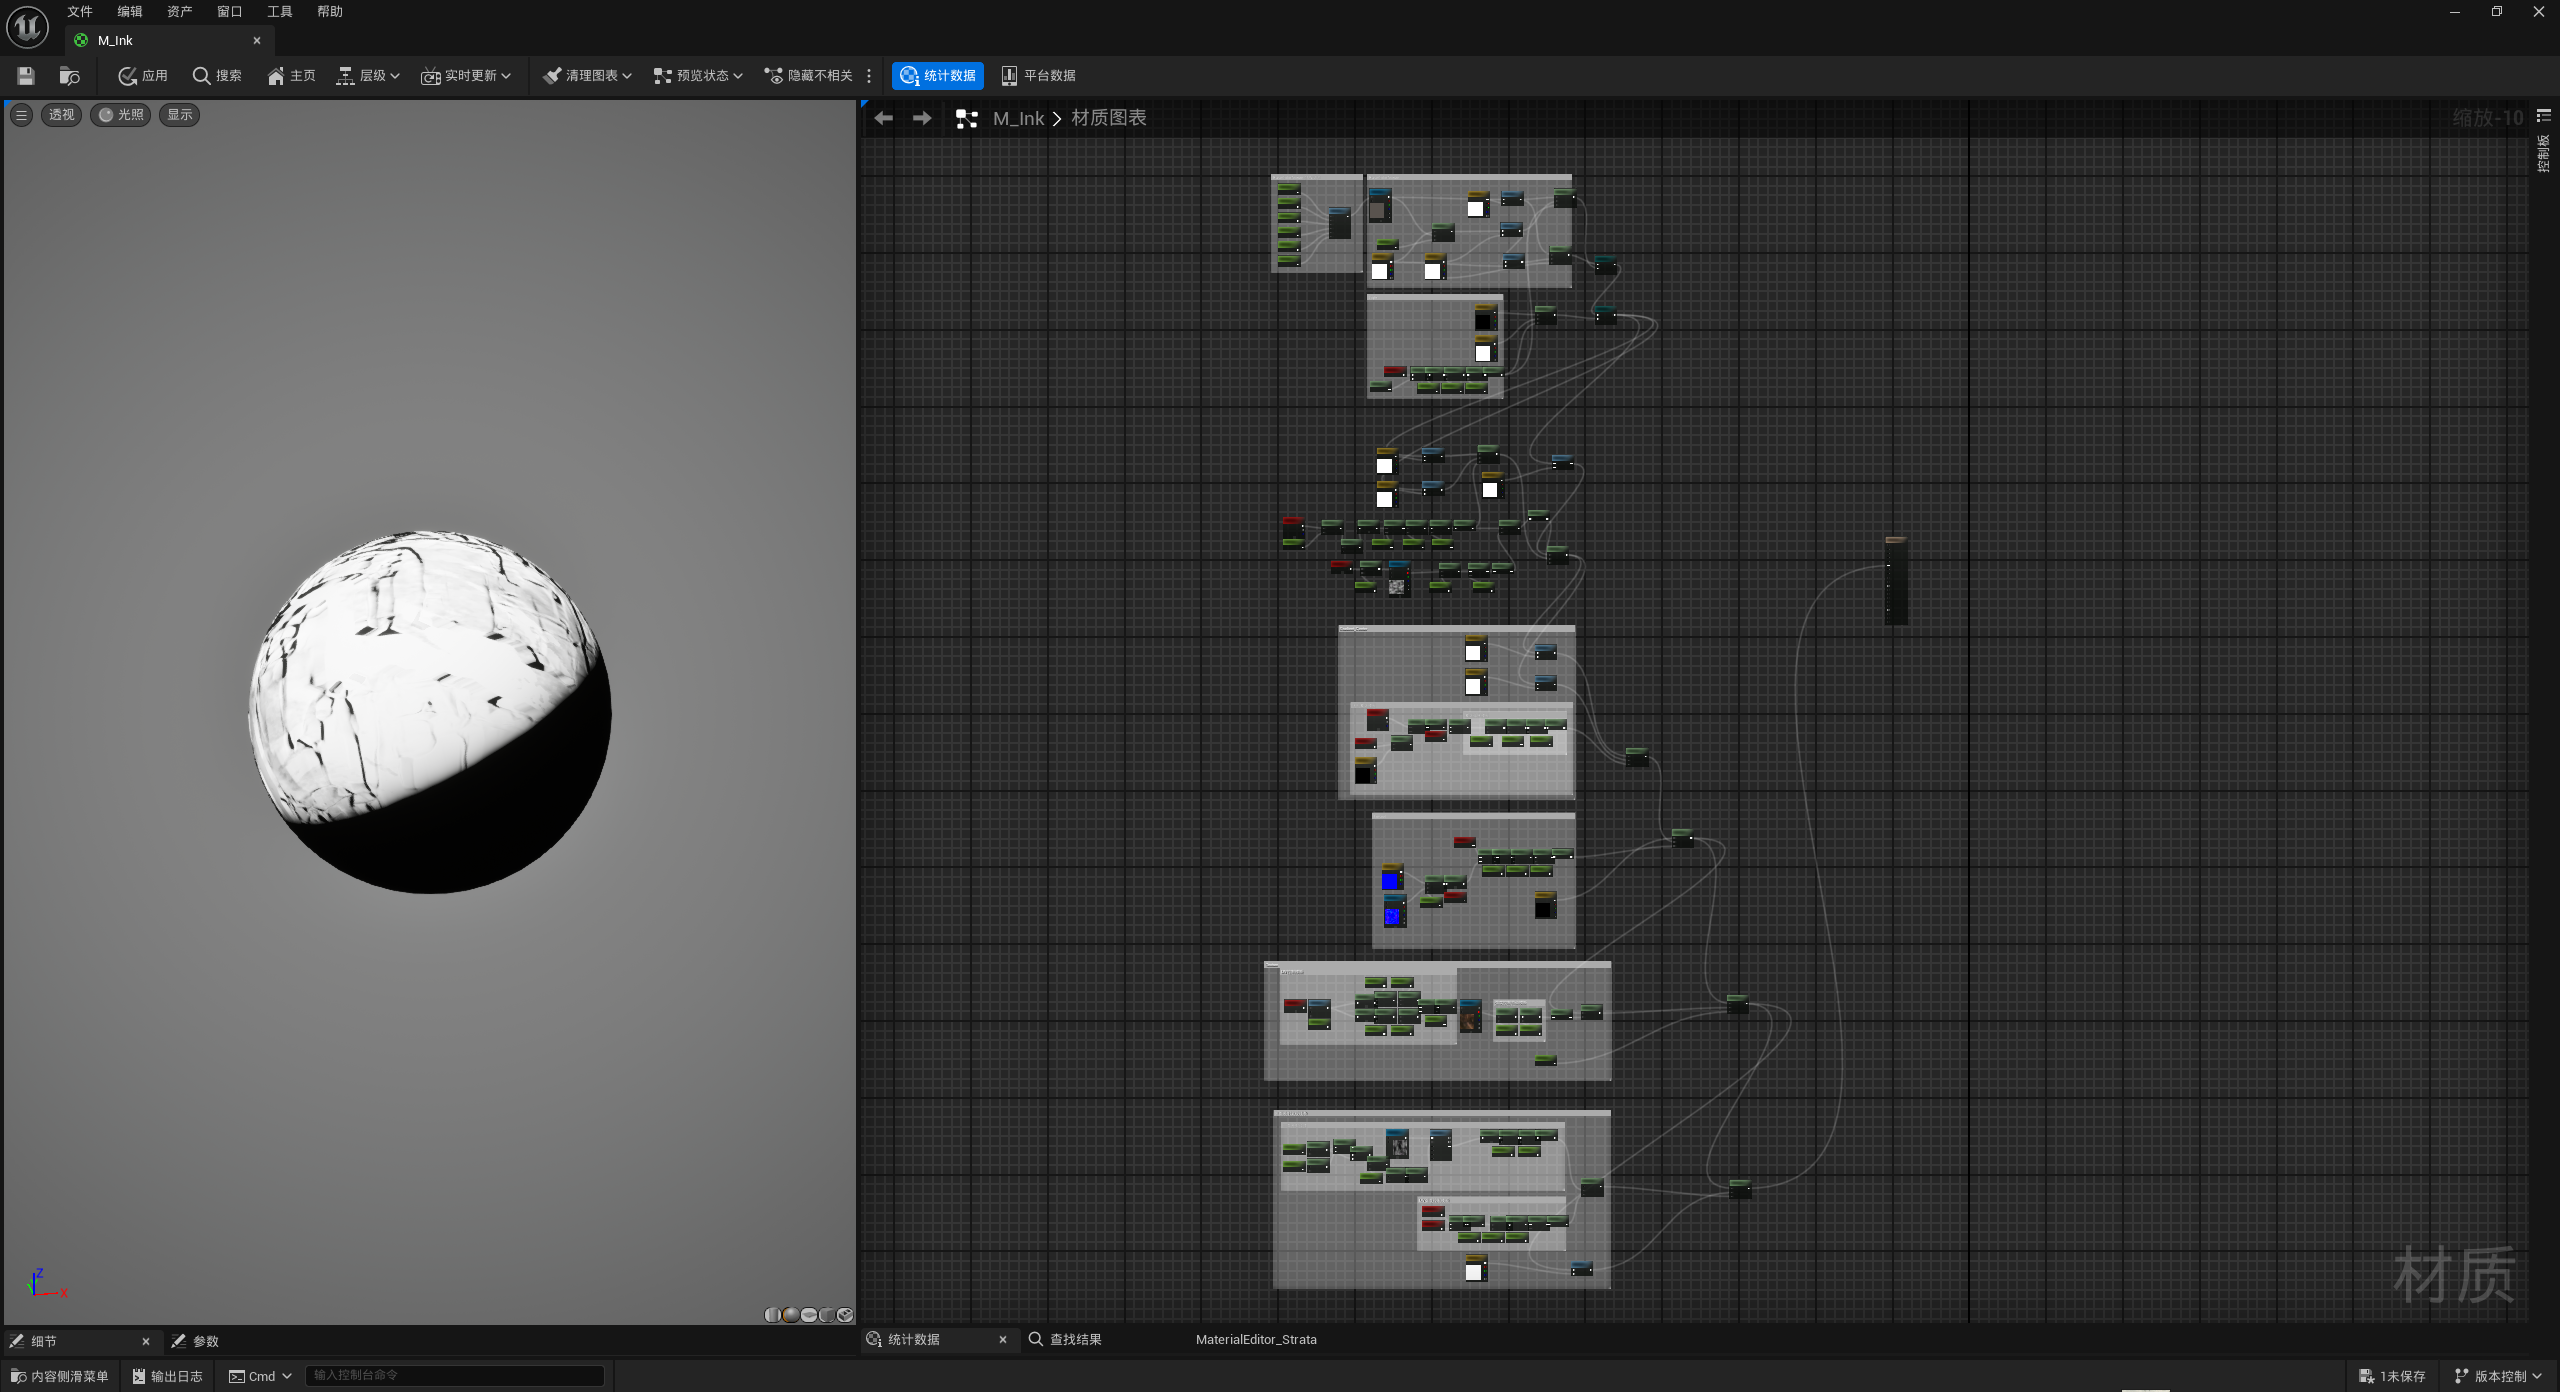 文件 编辑 资产 窗口 工具 帮助
M_Ink
应用 搜索 主页 层级 实时更新 清理图表 预览状态 隐藏不相关 统计数据 平台数据
透视 光照 显示
M_Ink > 材质图表
缩放-10
控制板
材质
Z
X
细节 参数
统计数据 查找结果 MaterialEditor_Strata
内容侧滑菜单 输出日志 Cmd 输入控制台命令
1未保存 版本控制